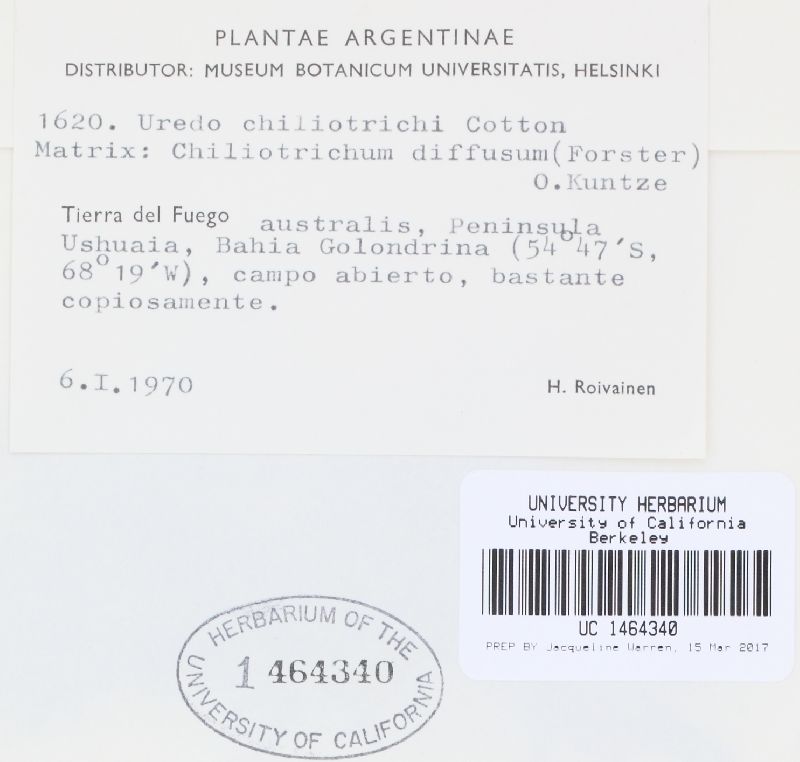 PLANTAE ARGENTINAE
DISTRIBUTOR: MUSEUM BOTANICUM UNIVERSITATIS, HELSINKI
1620. Uredo chiliotrichi Cotton
Matrix: Chiliotrichum diffusum(Forster)
O.Kuntze
Tierra del Fuego australis, Peninsula
Ushuaia, Bahia Golondrina (54°47′S,
68°19′W), campo abierto, bastante
copiosamente.
6.I.1970 H. Roivainen
UNIVERSITY HERBARIUM
University of California
Berkeley
UC 1464340
PREP BY Jacqueline Warren, 15 Mar 2017
HERBARIUM OF THE
1464340
UNIVERSITY OF CALIFORNIA